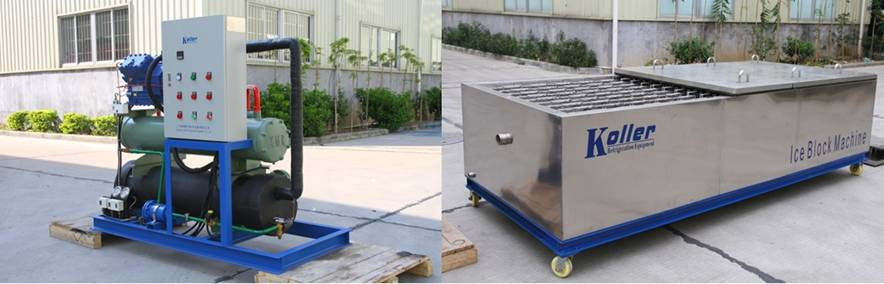 Koller
Koller
Refrigeration Equipment
Ice Block Machine